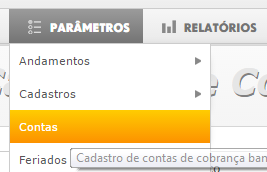 PARÂMETROS
RELATÓRIOS
Andamentos
Cadastros
Contas
Feriados
Cadastro de contas de cobrança ban